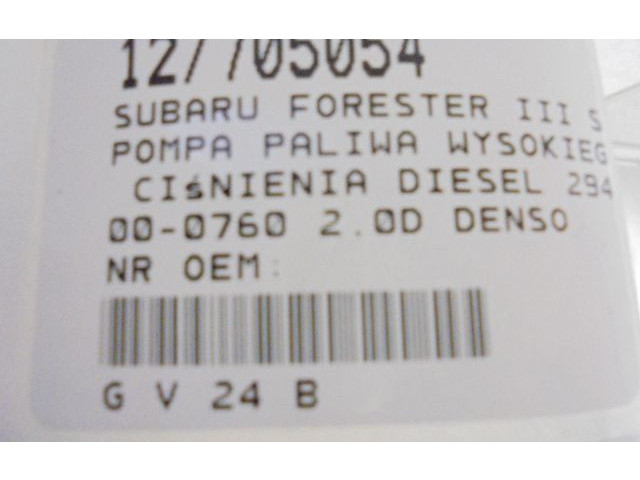 127705054
SUBARU FORESTER III S
POMPA PALIWA WYSOKIEG
CIśNIENIA DIESEL 294
00-0760 2.0D DENSO
NR OEM:
G V 24 B